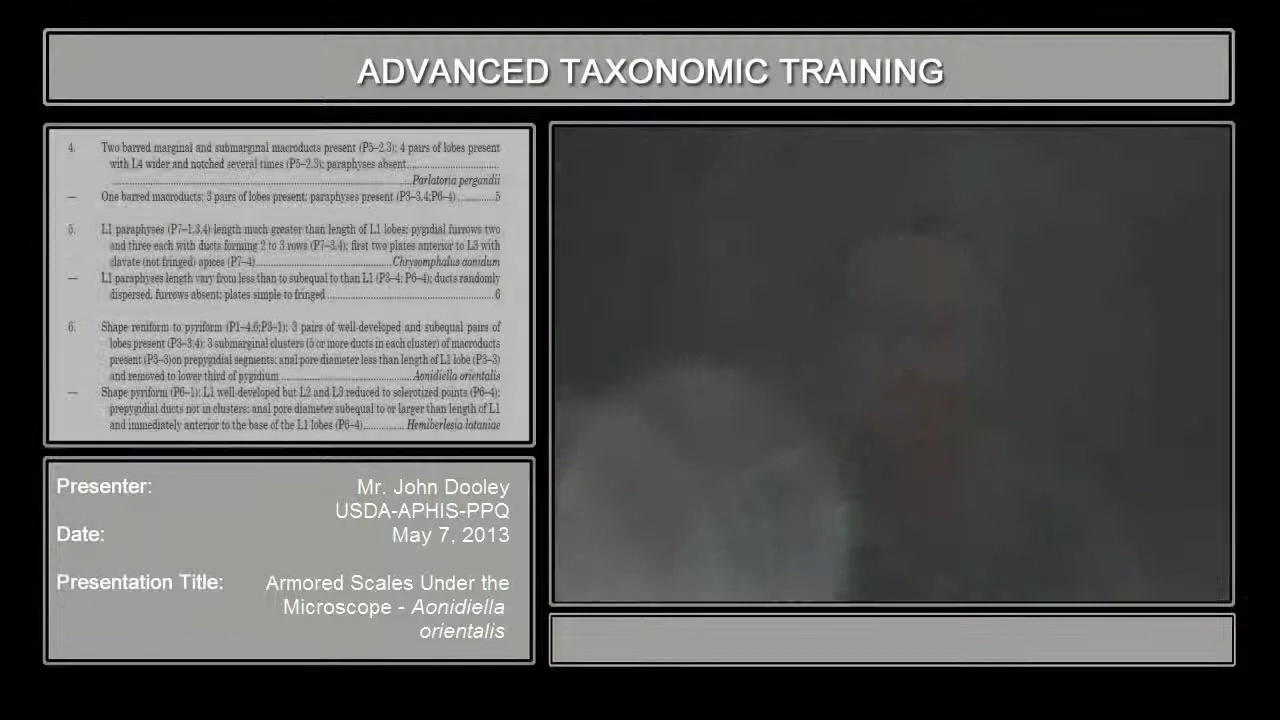 ADVANCED TAXONOMIC TRAINING
4. Two barred marginal and submarginal macroducts present (P5–2,3); 4 pairs of lobes present
with L4 wider and notched several times (P5–2,3); paraphyses absent..............................
..........................................................................................Parlatoria pergandii
— One barred macroducts; 3 pairs of lobes present; paraphyses present (P3–3,4;P6–4)............5
5. L1 paraphyses (P7–1,3,4) length much greater than length of L1 lobes; pygidial furrows two
and three each with ducts forming 2 to 3 rows (P7–3,4); first two plates anterior to L3 with
clavate (not fringed) apices (P7–4)..........................................Chrysomphalus aonidum
— L1 paraphyses length vary from less than to subequal to than L1 (P3–4; P6–4); ducts randomly
dispersed, furrows absent; plates simple to fringed....................................................6
6. Shape reniform to pyriform (P1–4,6;P3–1); 3 pairs of well-developed and subequal pairs of
lobes present (P3–3,4); 3 submarginal clusters (5 or more ducts in each cluster) of macroducts
present (P3–3)on prepygidial segments; anal pore diameter less than length of L1 lobe (P3–3)
and removed to lower third of pygidium........................................Aonidiella orientalis
— Shape pyriform (P6–1); L1 well-developed but L2 and L3 reduced to sclerotized points (P6–4);
prepygidial ducts not in clusters; anal pore diameter subequal to or larger than length of L1
and immediately anterior to the base of the L1 lobes (P6–4)............Hemiberlesia lataniae
Presenter: Mr. John Dooley
USDA-APHIS-PPQ
Date: May 7, 2013
Presentation Title: Armored Scales Under the
Microscope - Aonidiella
orientalis